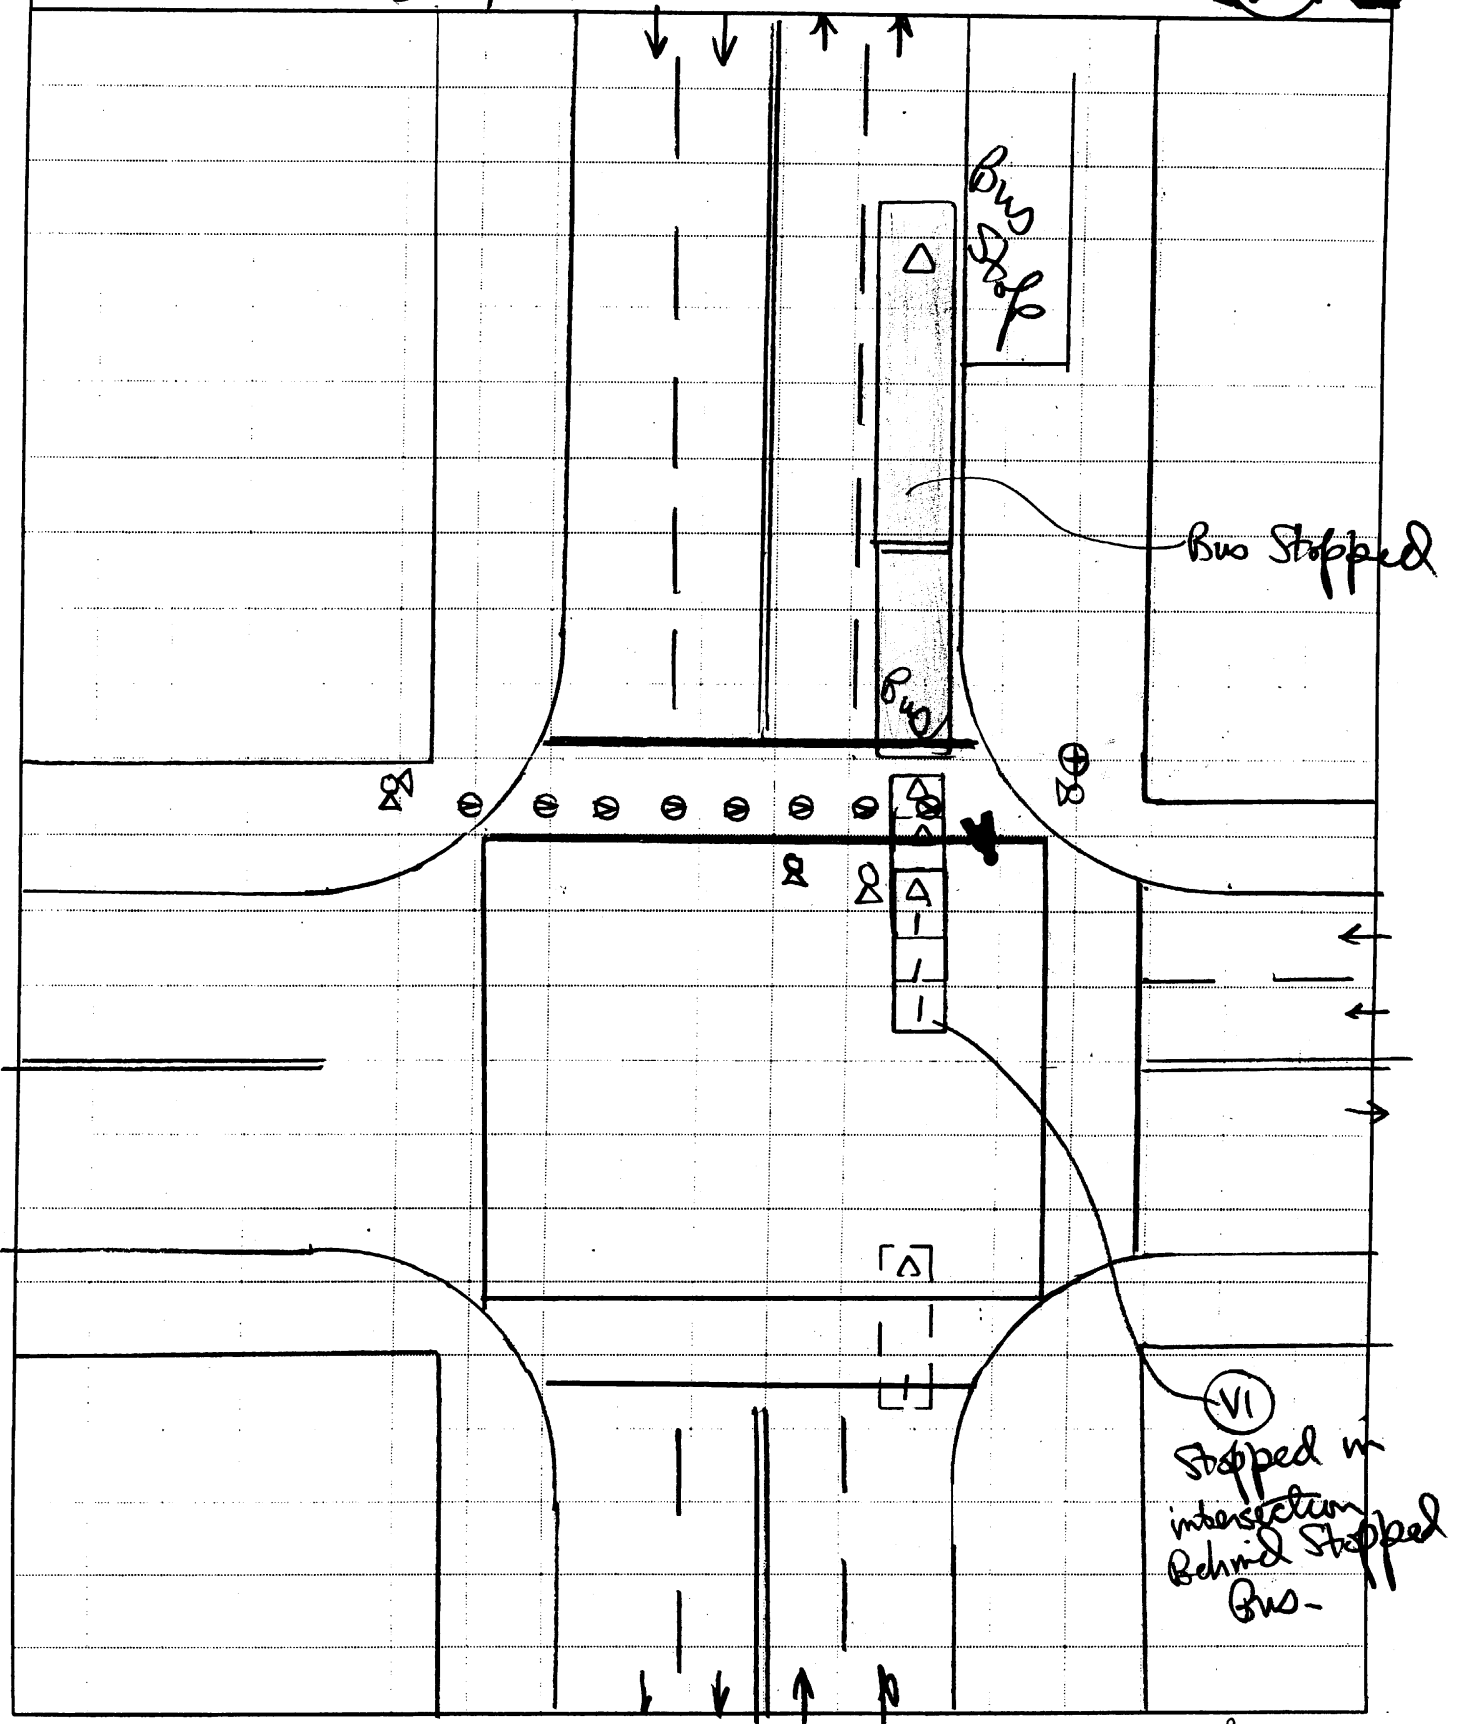 Bus
Stop
Bus Stopped
Bus
V1
Stopped in
intersection
Behind Stopped
Bus-